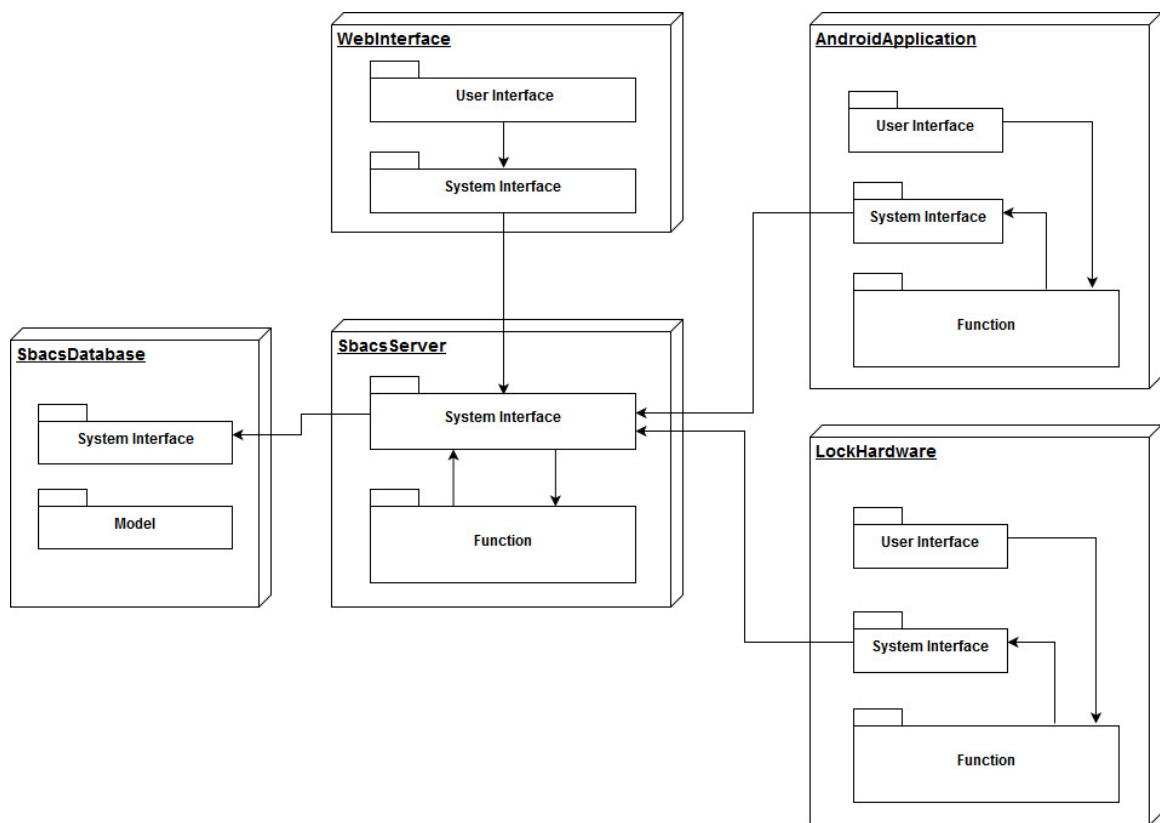 WebInterface
User Interface
System Interface
AndroidApplication
User Interface
System Interface
Function
SbacsDatabase
System Interface
Model
SbacsServer
System Interface
Function
LockHardware
User Interface
System Interface
Function